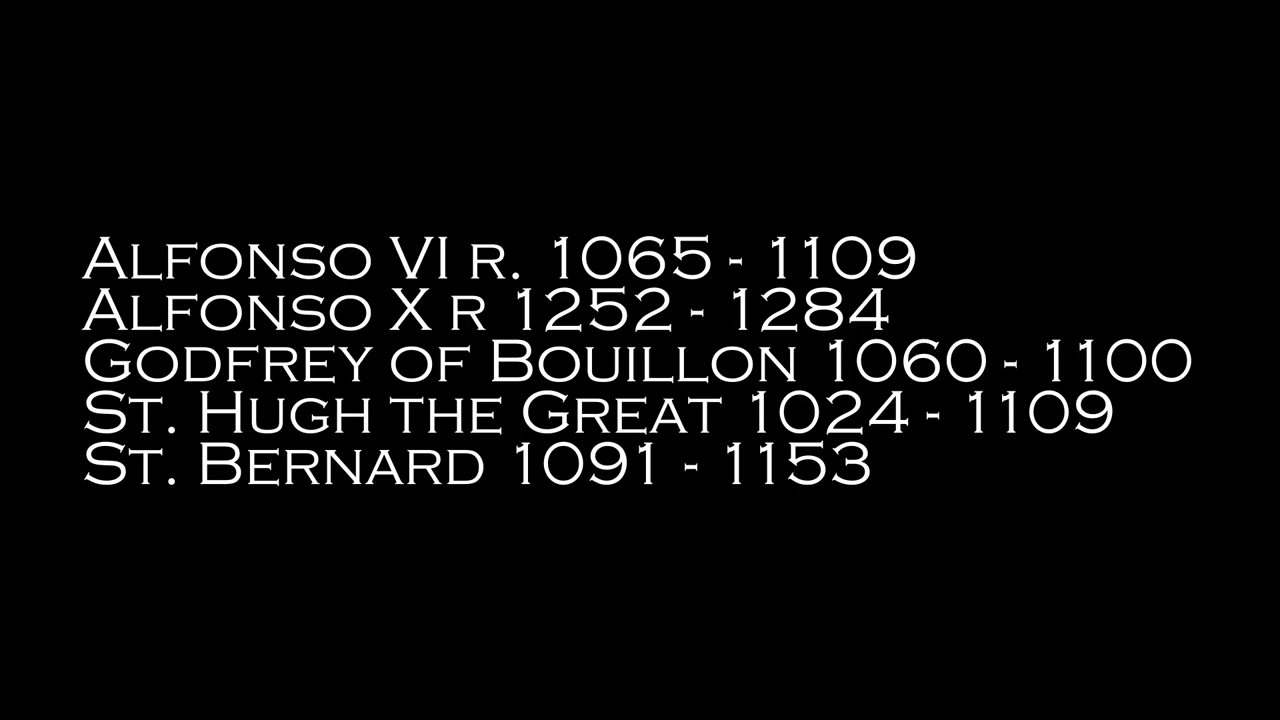 Alfonso VI r. 1065 - 1109
Alfonso X r 1252 - 1284
Godfrey of Bouillon 1060 - 1100
St. Hugh the Great 1024 - 1109
St. Bernard 1091 - 1153